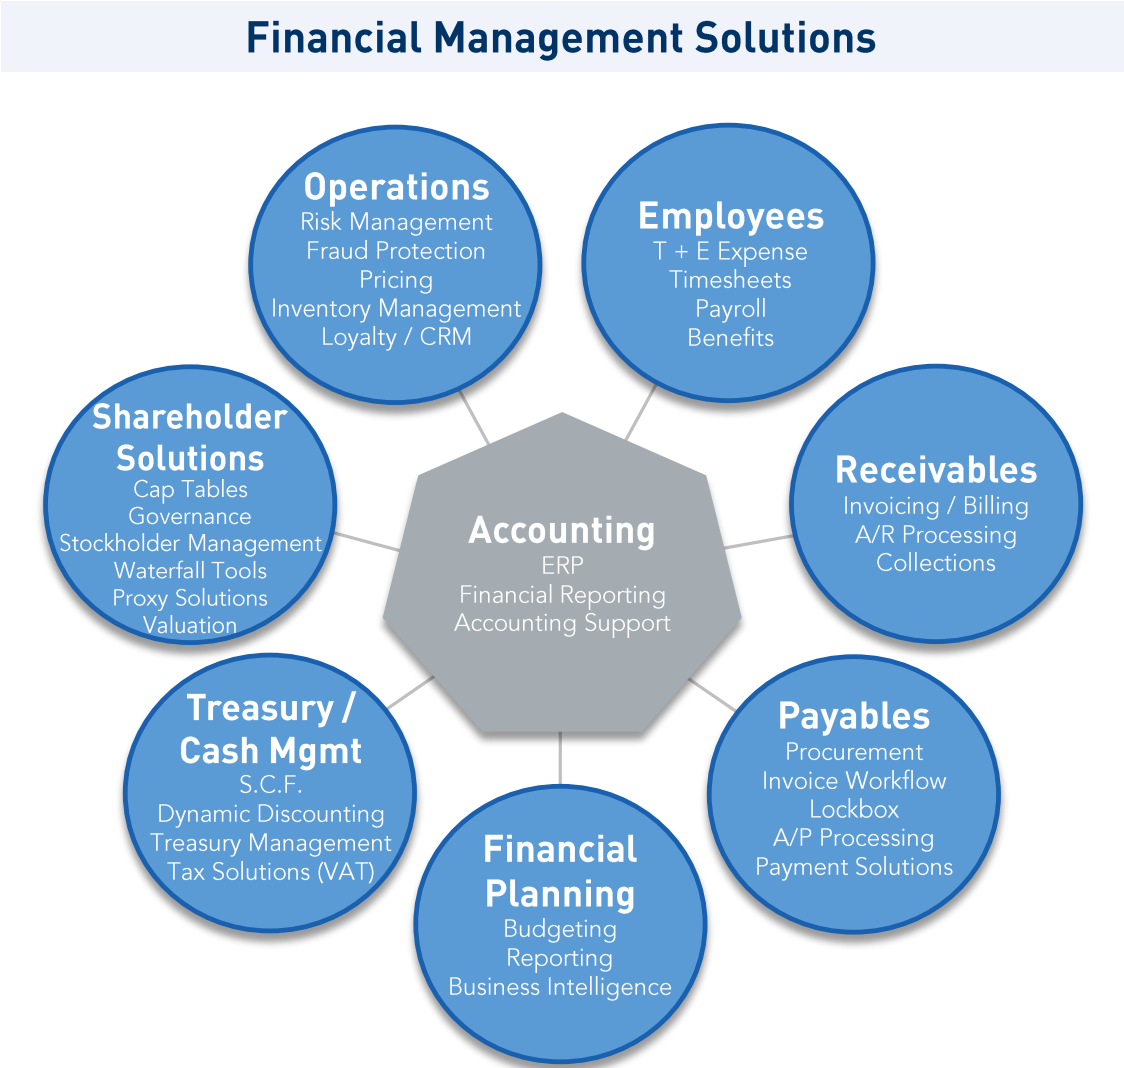 Financial Management Solutions
Operations
Risk Management
Fraud Protection
Pricing
Inventory Management
Loyalty / CRM
Employees
T + E Expense
Timesheets
Payroll
Benefits
Shareholder
Solutions
Cap Tables
Governance
Stockholder Management
Waterfall Tools
Proxy Solutions
Valuation
Accounting
ERP
Financial Reporting
Accounting Support
Receivables
Invoicing / Billing
A/R Processing
Collections
Treasury /
Cash Mgmt
S.C.F.
Dynamic Discounting
Treasury Management
Tax Solutions (VAT)
Financial
Planning
Budgeting
Reporting
Business Intelligence
Payables
Procurement
Invoice Workflow
Lockbox
A/P Processing
Payment Solutions